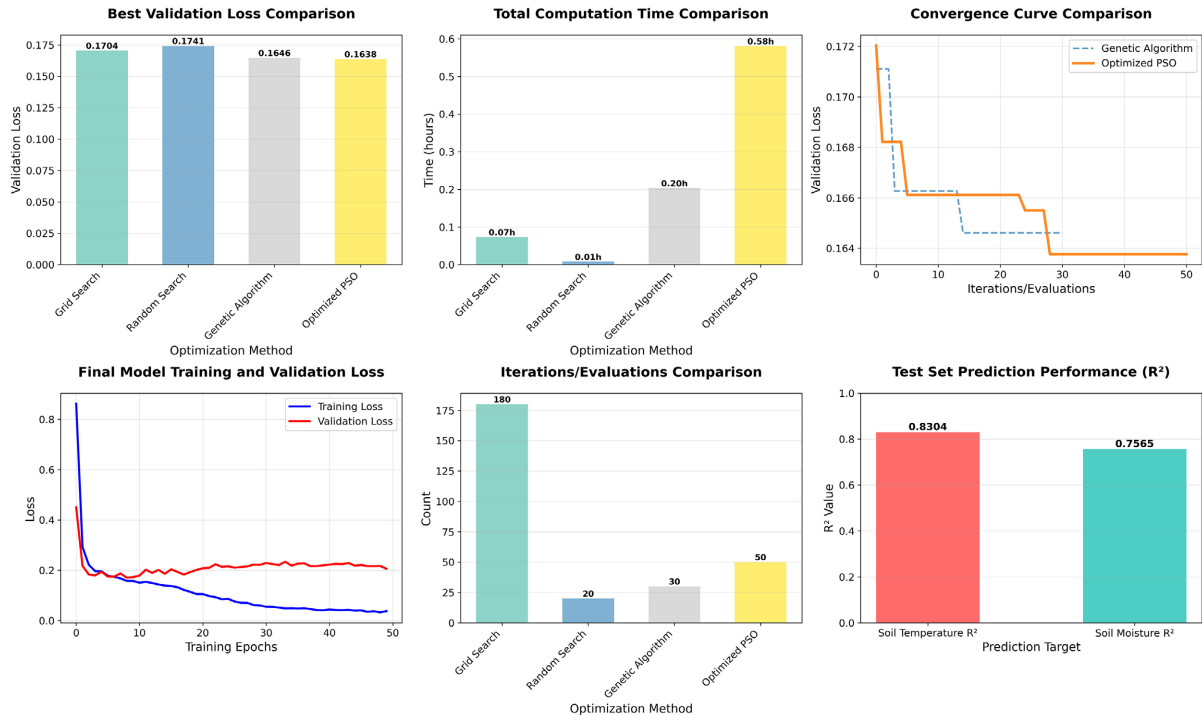 Best Validation Loss Comparison
0.175
0.150
0.125
0.100
0.075
0.050
0.025
0.000
Validation Loss
0.1704
0.1741
0.1646
0.1638
Grid Search
Random Search
Genetic Algorithm
Optimized PSO
Optimization Method
Total Computation Time Comparison
0.6
0.5
0.4
0.3
0.2
0.1
0.0
Time (hours)
0.07h
0.01h
0.20h
0.58h
Grid Search
Random Search
Genetic Algorithm
Optimized PSO
Optimization Method
Convergence Curve Comparison
0.172
0.170
0.168
0.166
0.164
Validation Loss
Genetic Algorithm
Optimized PSO
0
10
20
30
40
50
Iterations/Evaluations
Final Model Training and Validation Loss
0.8
0.6
0.4
0.2
0.0
Loss
Training Loss
Validation Loss
0
10
20
30
40
50
Training Epochs
Iterations/Evaluations Comparison
175
150
125
100
75
50
25
0
Count
180
20
30
50
Grid Search
Random Search
Genetic Algorithm
Optimized PSO
Optimization Method
Test Set Prediction Performance (R²)
1.0
0.8
0.6
0.4
0.2
0.0
R² Value
0.8304
0.7565
Soil Temperature R²
Soil Moisture R²
Prediction Target